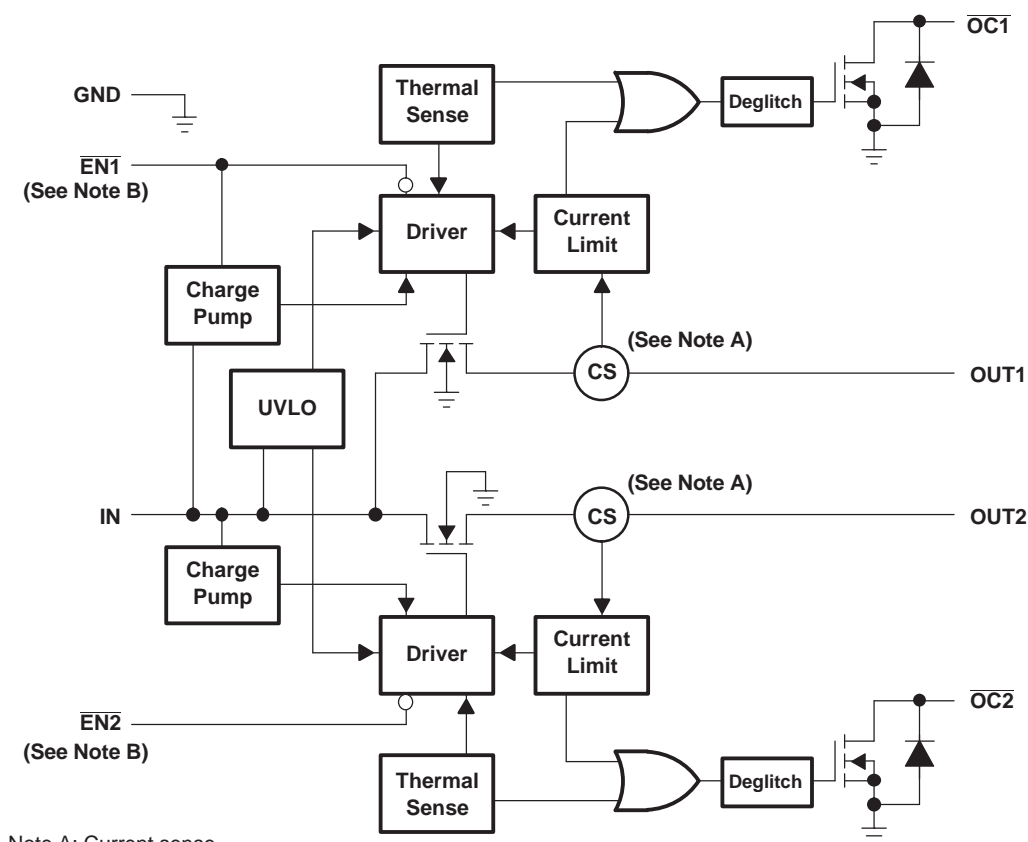 OC1
Thermal
Sense
Deglitch
GND
EN1
(See Note B)
Driver
Current
Limit
Charge
Pump
(See Note A)
CS
OUT1
UVLO
(See Note A)
IN
CS
OUT2
Charge
Pump
Driver
Current
Limit
EN2
(See Note B)
OC2
Thermal
Sense
Deglitch
Note A: Current sense